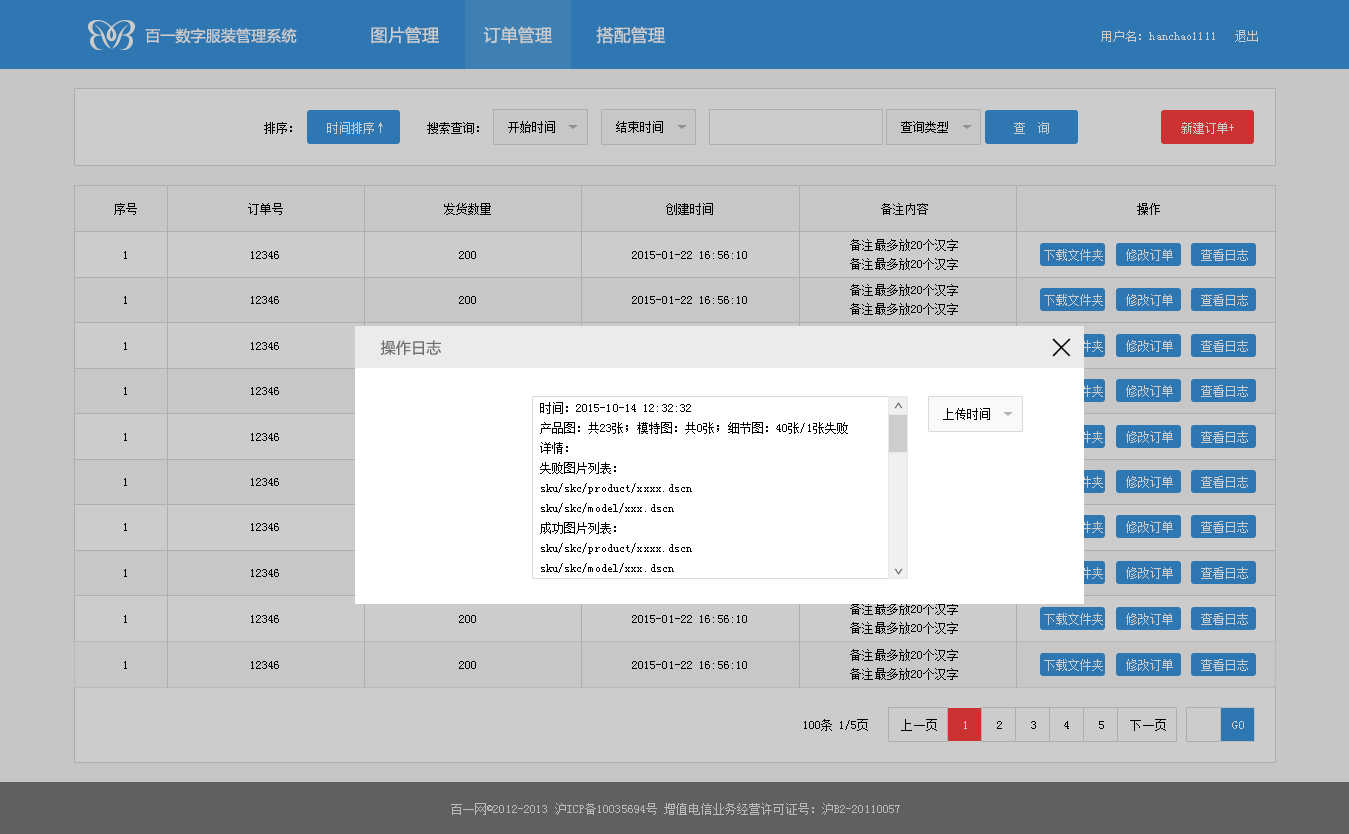 百一数字服装管理系统 图片管理 订单管理 搭配管理 用户名：hanchao1111 退出
排序： 时间排序↑ 搜索查询： 开始时间 结束时间 查询类型 查 询 新建订单+
序号 订单号 发货数量 创建时间 备注内容 操作
1 12346 200 2015-01-22 16:56:10 备注最多放20个汉字 下载文件夹 修改订单 查看日志
备注最多放20个汉字
1 12346 200 2015-01-22 16:56:10 备注最多放20个汉字 下载文件夹 修改订单 查看日志
备注最多放20个汉字
1 12346 件夹 修改订单 查看日志
1 12346 件夹 修改订单 查看日志
1 12346 件夹 修改订单 查看日志
1 12346 件夹 修改订单 查看日志
1 12346 件夹 修改订单 查看日志
1 12346 件夹 修改订单 查看日志
操作日志
时间：2015-10-14 12:32:32
上传时间
产品图：共23张；模特图：共0张；细节图：40张/1张失败
详情：
失败图片列表：
sku/skc/product/xxxx.dscn
sku/skc/model/xxx.dscn
成功图片列表：
sku/skc/product/xxxx.dscn
sku/skc/model/xxx.dscn
1 12346 200 2015-01-22 16:56:10 备注最多放20个汉字 下载文件夹 修改订单 查看日志
备注最多放20个汉字
1 12346 200 2015-01-22 16:56:10 备注最多放20个汉字 下载文件夹 修改订单 查看日志
备注最多放20个汉字
100条 1/5页 上一页 1 2 3 4 5 下一页 GO
百一网©2012-2013 沪ICP备10035694号 增值电信业务经营许可证号：沪B2-20110057